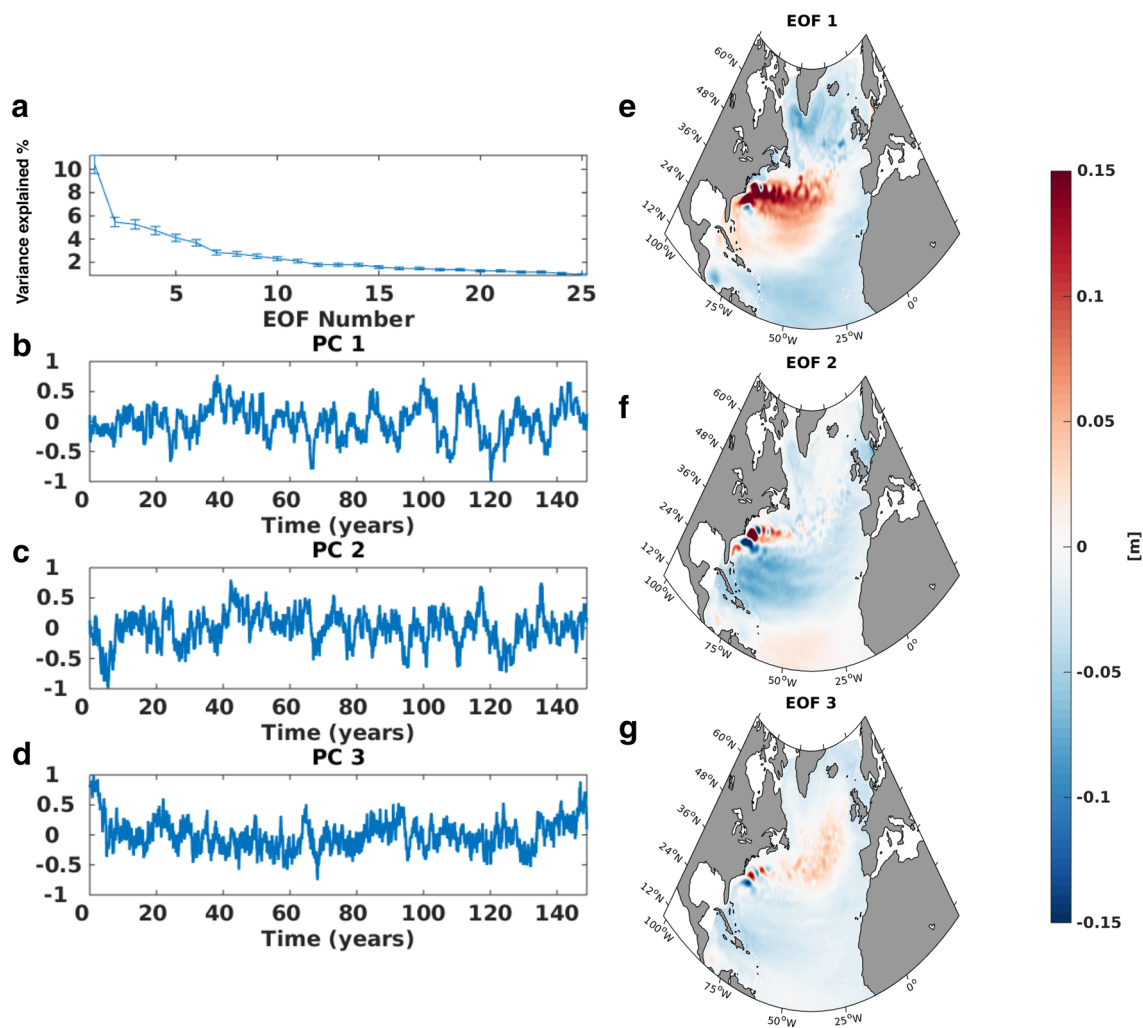 a
Variance explained %
10
8
6
4
2
5
10
15
20
25
EOF Number
b
PC 1
1
0.5
0
-0.5
-1
0
20
40
60
80
100
120
140
Time (years)
c
PC 2
1
0.5
0
-0.5
-1
0
20
40
60
80
100
120
140
Time (years)
d
PC 3
1
0.5
0
-0.5
-1
0
20
40
60
80
100
120
140
Time (years)
EOF 1
e
60°N
48°N
36°N
24°N
12°N
100°W
75°W
50°W
25°W
0°
EOF 2
f
60°N
48°N
36°N
24°N
12°N
100°W
75°W
50°W
25°W
0°
EOF 3
g
60°N
48°N
36°N
24°N
12°N
100°W
75°W
50°W
25°W
0°
0.15
0.1
0.05
0
-0.05
-0.1
-0.15
[m]